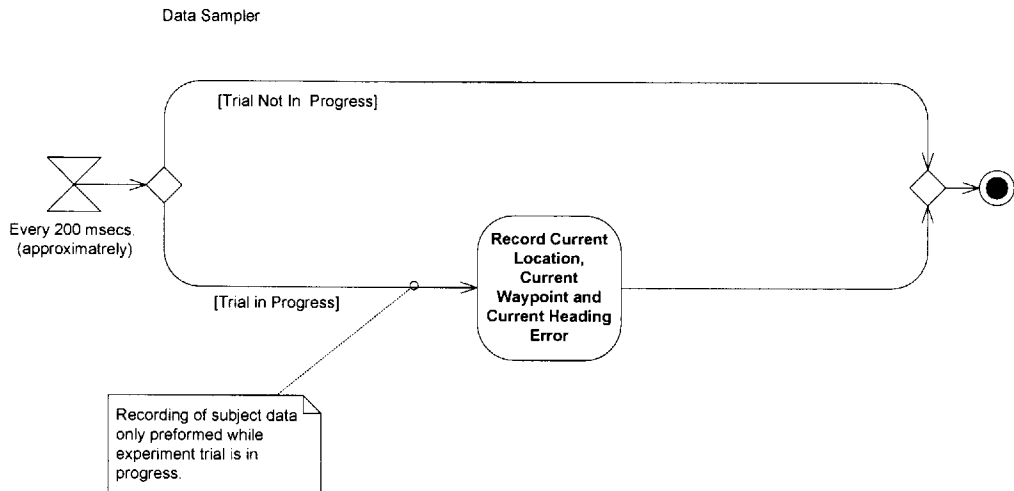 Data Sampler
[Trial Not In Progress]
Every 200 msecs.
(approximatrely)
[Trial in Progress]
Record Current
Location,
Current
Waypoint and
Current Heading
Error
Recording of subject data
only preformed while
experiment trial is in
progress.